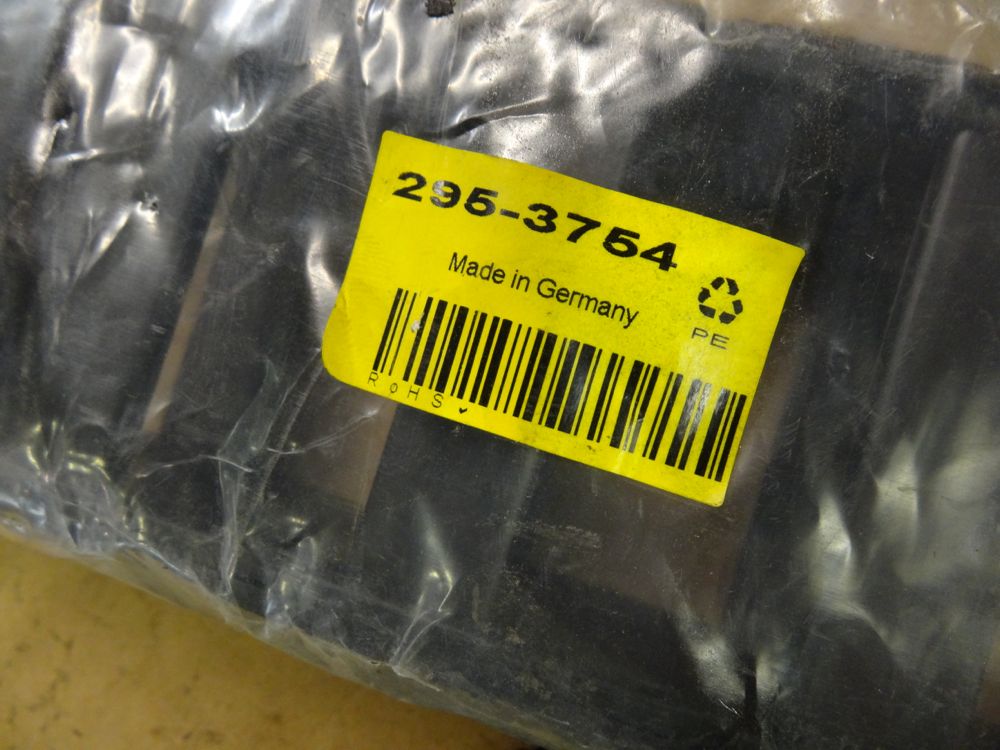 295-3754
Made in Germany
PE
RoHS